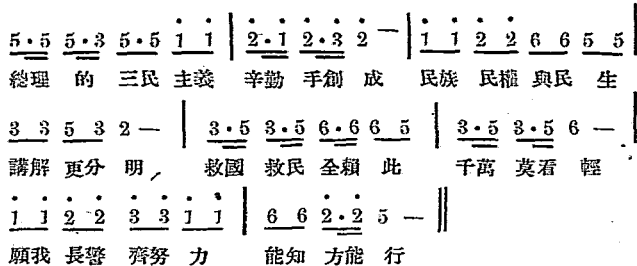 5·5 5·3 5·5 1̇ 1̇ | 2̇·1̇ 2̇·3̇ 2̇ — | 1̇ 1̇ 2̇ 2̇ 6 6 5 5 |
總理 的 三民 主義 辛勤 手創 成 民族 民權 與民 生
3 3 5 3 2 — | 3·5 3·5 6·6 6 5 | 3·5 3·5 6 — |
講解 更分 明, 救國 救民 全賴 此 千萬 莫看 輕
1̇ 1̇ 2̇ 2̇ 3̇ 3̇ 1̇ 1̇ | 6 6 2̇·2̇ 5 — ||
願我 長警 齊努 力 能知 方能 行